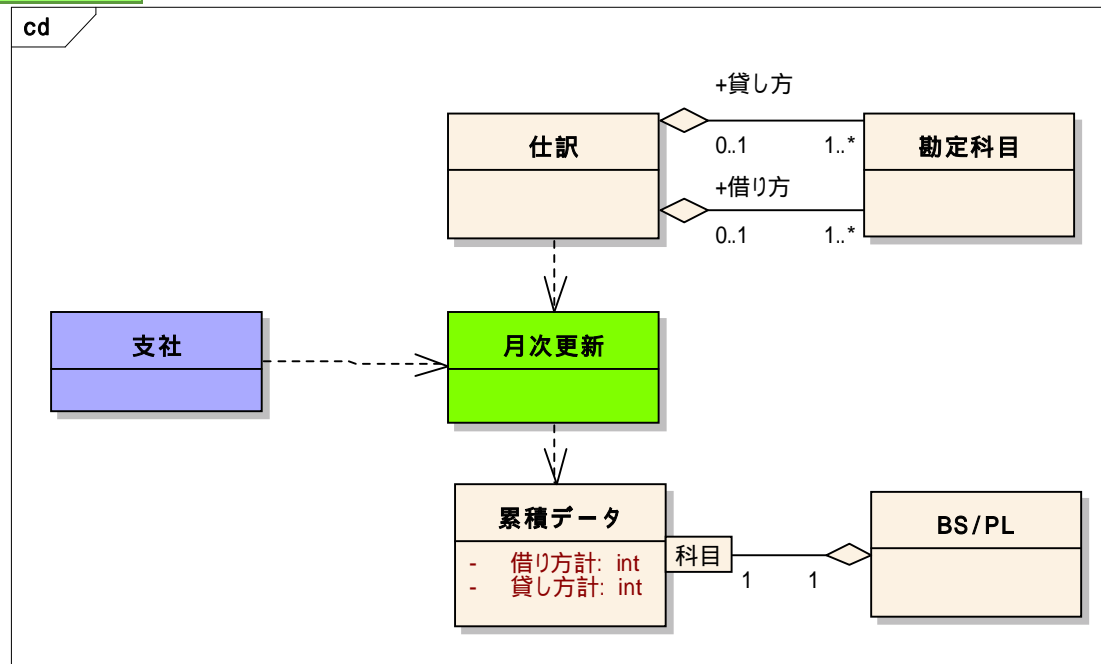 cd
+貸し方
仕訳
0..1
1..*
勘定科目
+借り方
0..1
1..*
支社
月次更新
累積データ
- 借り方計: int
- 貸し方計: int
科目
1
1
BS/PL